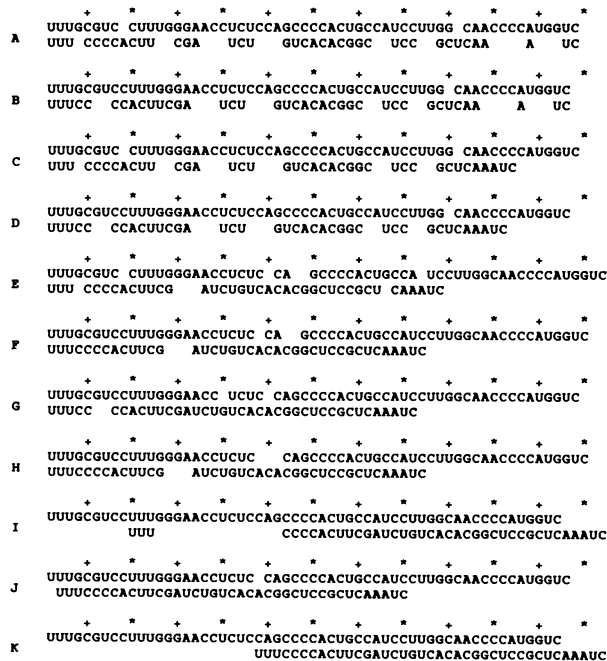 + * + * + * + * + * + *
UUUGCGUC CUUUGGGAACCUCUCCAGCCCCACUGCCAUCCUUGG CAACCCCAUGGUC
A UUU CCCCACUU CGA UCU GUCACACGGC UCC GCUCAA A UC
+ * + * + * + * + * + *
UUUGCGUCCUUUGGGAACCUCUCCAGCCCCACUGCCAUCCUUGG CAACCCCAUGGUC
B UUUCC CCACUUCGA UCU GUCACACGGC UCC GCUCAA A UC
+ * + * + * + * + * + *
UUUGCGUC CUUUGGGAACCUCUCCAGCCCCACUGCCAUCCUUGG CAACCCCAUGGUC
C UUU CCCCACUU CGA UCU GUCACACGGC UCC GCUCAAAUC
+ * + * + * + * + * + *
UUUGCGUCCUUUGGGAACCUCUCCAGCCCCACUGCCAUCCUUGG CAACCCCAUGGUC
D UUUCC CCACUUCGA UCU GUCACACGGC UCC GCUCAAAUC
+ * + * + * + * + * + *
UUUGCGUC CUUUGGGAACCUCUC CA GCCCCACUGCCA UCCUUGGCAACCCCAUGGUC
E UUU CCCCACUUCG AUCUGUCACACGGCUCCGCU CAAAUC
+ * + * + * + * + * + *
UUUGCGUCCUUUGGGAACCUCUC CA GCCCCACUGCCAUCCUUGGCAACCCCAUGGUC
F UUUCCCCACUUCG AUCUGUCACACGGCUCCGCUCAAAUC
+ * + * + * + * + * + *
UUUGCGUCCUUUGGGAACC UCUC CAGCCCCACUGCCAUCCUUGGCAACCCCAUGGUC
G UUUCC CCACUUCGAUCUGUCACACGGCUCCGCUCAAAUC
+ * + * + * + * + * + *
UUUGCGUCCUUUGGGAACCUCUC CAGCCCCACUGCCAUCCUUGGCAACCCCAUGGUC
H UUUCCCCACUUCG AUCUGUCACACGGCUCCGCUCAAAUC
+ * + * + * + * + * + *
UUUGCGUCCUUUGGGAACCUCUCCAGCCCCACUGCCAUCCUUGGCAACCCCAUGGUC
I UUU CCCCACUUCGAUCUGUCACACGGCUCCGCUCAAAUC
+ * + * + * + * + * + *
UUUGCGUCCUUUGGGAACCUCUC CAGCCCCACUGCCAUCCUUGGCAACCCCAUGGUC
J UUUCCCCACUUCGAUCUGUCACACGGCUCCGCUCAAAUC
+ * + * + * + * + * + *
UUUGCGUCCUUUGGGAACCUCUCCAGCCCCACUGCCAUCCUUGGCAACCCCAUGGUC
K UUUCCCCACUUCGAUCUGUCACACGGCUCCGCUCAAAUC